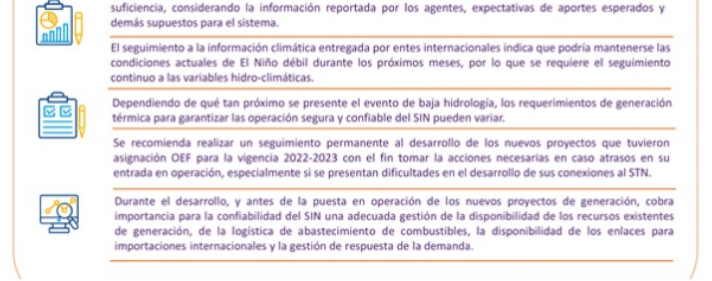 suficiencia, considerando la información reportada por los agentes, expectativas de aportes esperados y
demás supuestos para el sistema.
El seguimiento a la información climática entregada por entes internacionales indica que podría mantenerse las
condiciones actuales de El Niño débil durante los próximos meses, por lo que se requiere el seguimiento
continuo a las variables hidro-climáticas.
Dependiendo de qué tan próximo se presente el evento de baja hidrología, los requerimientos de generación
térmica para garantizar las operación segura y confiable del SIN pueden variar.
Se recomienda realizar un seguimiento permanente al desarrollo de los nuevos proyectos que tuvieron
asignación OEF para la vigencia 2022-2023 con el fin tomar la acciones necesarias en caso atrasos en su
entrada en operación, especialmente si se presentan dificultades en el desarrollo de sus conexiones al STN.
Durante el desarrollo, y antes de la puesta en operación de los nuevos proyectos de generación, cobra
importancia para la confiabilidad del SIN una adecuada gestión de la disponibilidad de los recursos existentes
de generación, de la logística de abastecimiento de combustibles, la disponibilidad de los enlaces para
importaciones internacionales y la gestión de respuesta de la demanda.